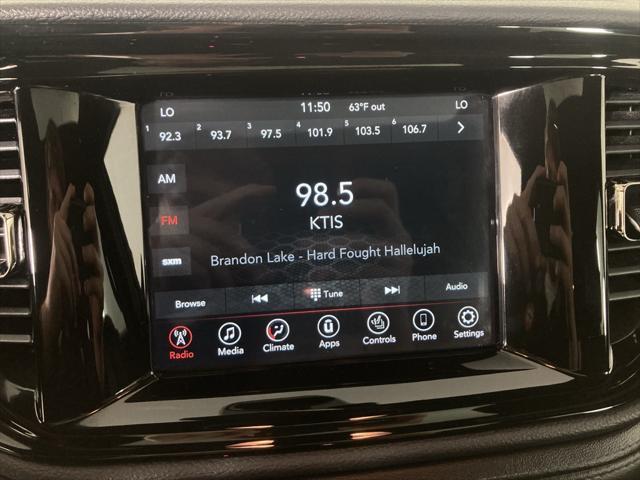 LO 11:50 63°F out LO
1 92.3 2 93.7 3 97.5 4 101.9 5 103.5 6 106.7
AM
98.5
FM
KTIS
sxm
Brandon Lake - Hard Fought Hallelujah
Browse Tune Audio
Radio Media Climate Apps Controls Phone Settings